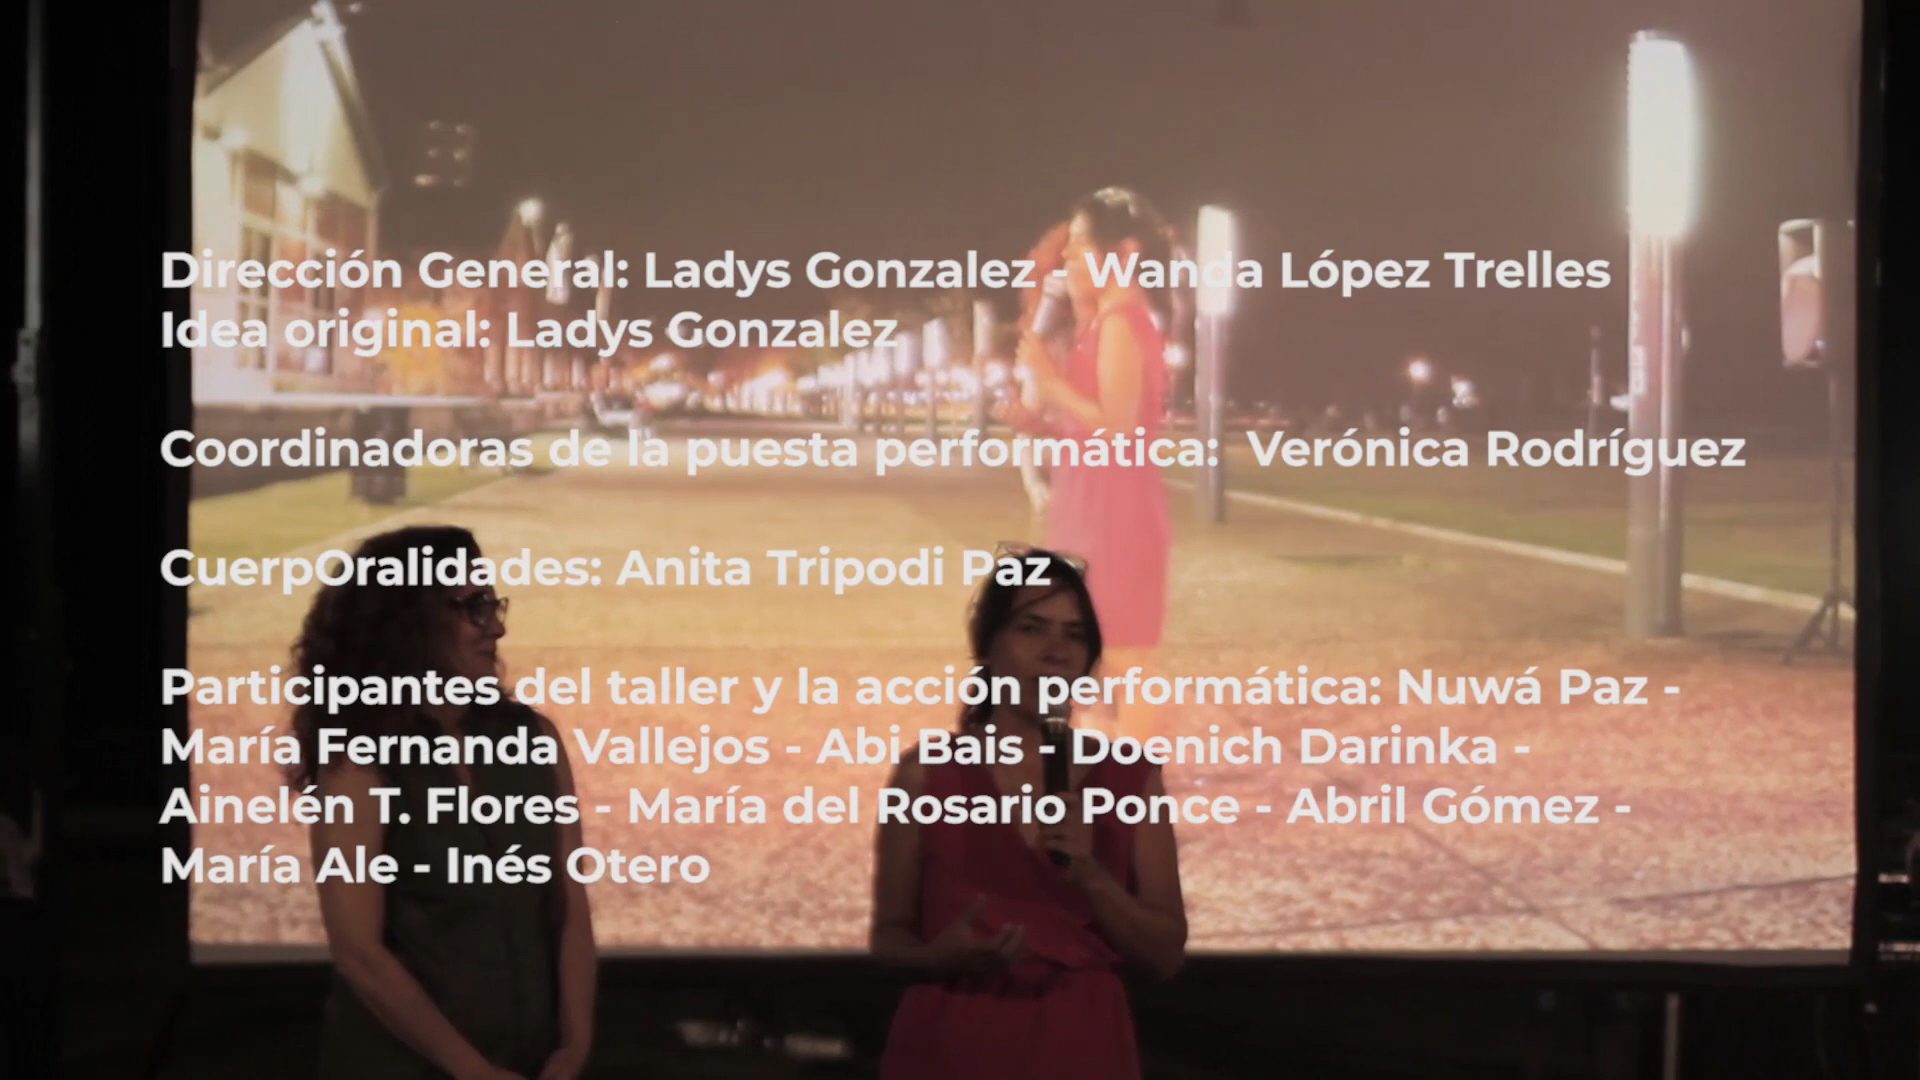 Dirección General: Ladys Gonzalez - Wanda López Trelles
Idea original: Ladys Gonzalez
Coordinadoras de la puesta performática: Verónica Rodríguez
CuerpOralidades: Anita Tripodi Paz
Participantes del taller y la acción performática: Nuwá Paz -
María Fernanda Vallejos - Abi Bais - Doenich Darinka -
Ainelén T. Flores - María del Rosario Ponce - Abril Gómez -
María Ale - Inés Otero